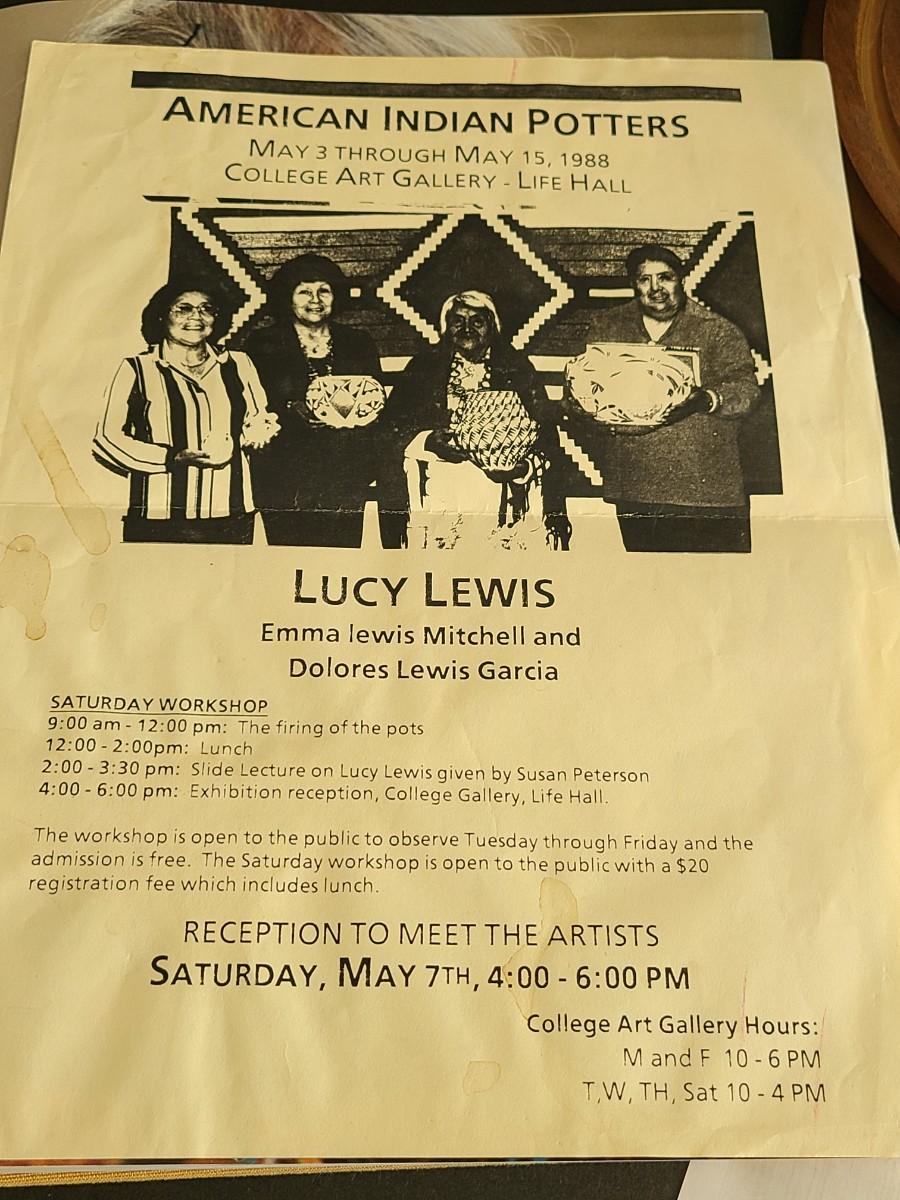 AMERICAN INDIAN POTTERS
MAY 3 THROUGH MAY 15, 1988
COLLEGE ART GALLERY - LIFE HALL
LUCY LEWIS
Emma lewis Mitchell and
Dolores Lewis Garcia
SATURDAY WORKSHOP
9:00 am - 12:00 pm: The firing of the pots
12:00 - 2:00pm: Lunch
2:00 - 3:30 pm: Slide Lecture on Lucy Lewis given by Susan Peterson
4:00 - 6:00 pm: Exhibition reception, College Gallery, Life Hall.
The workshop is open to the public to observe Tuesday through Friday and the
admission is free. The Saturday workshop is open to the public with a $20
registration fee which includes lunch.
RECEPTION TO MEET THE ARTISTS
SATURDAY, MAY 7TH, 4:00 - 6:00 PM
College Art Gallery Hours:
M and F 10 - 6 PM
T,W, TH, Sat 10 - 4 PM